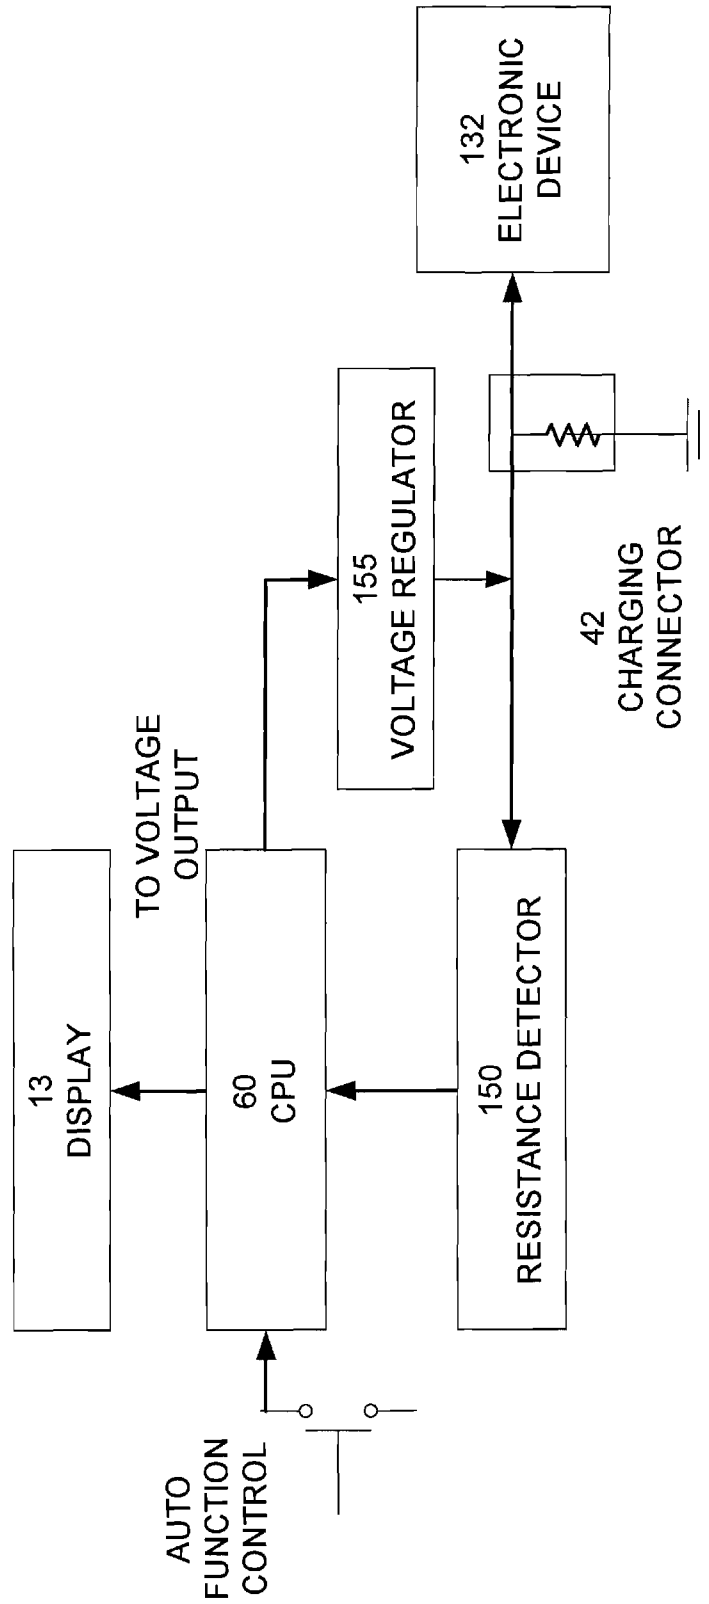 13
DISPLAY
TO VOLTAGE
OUTPUT
AUTO
FUNCTION
CONTROL
60
CPU
155
VOLTAGE REGULATOR
132
ELECTRONIC
DEVICE
150
RESISTANCE DETECTOR
42
CHARGING
CONNECTOR